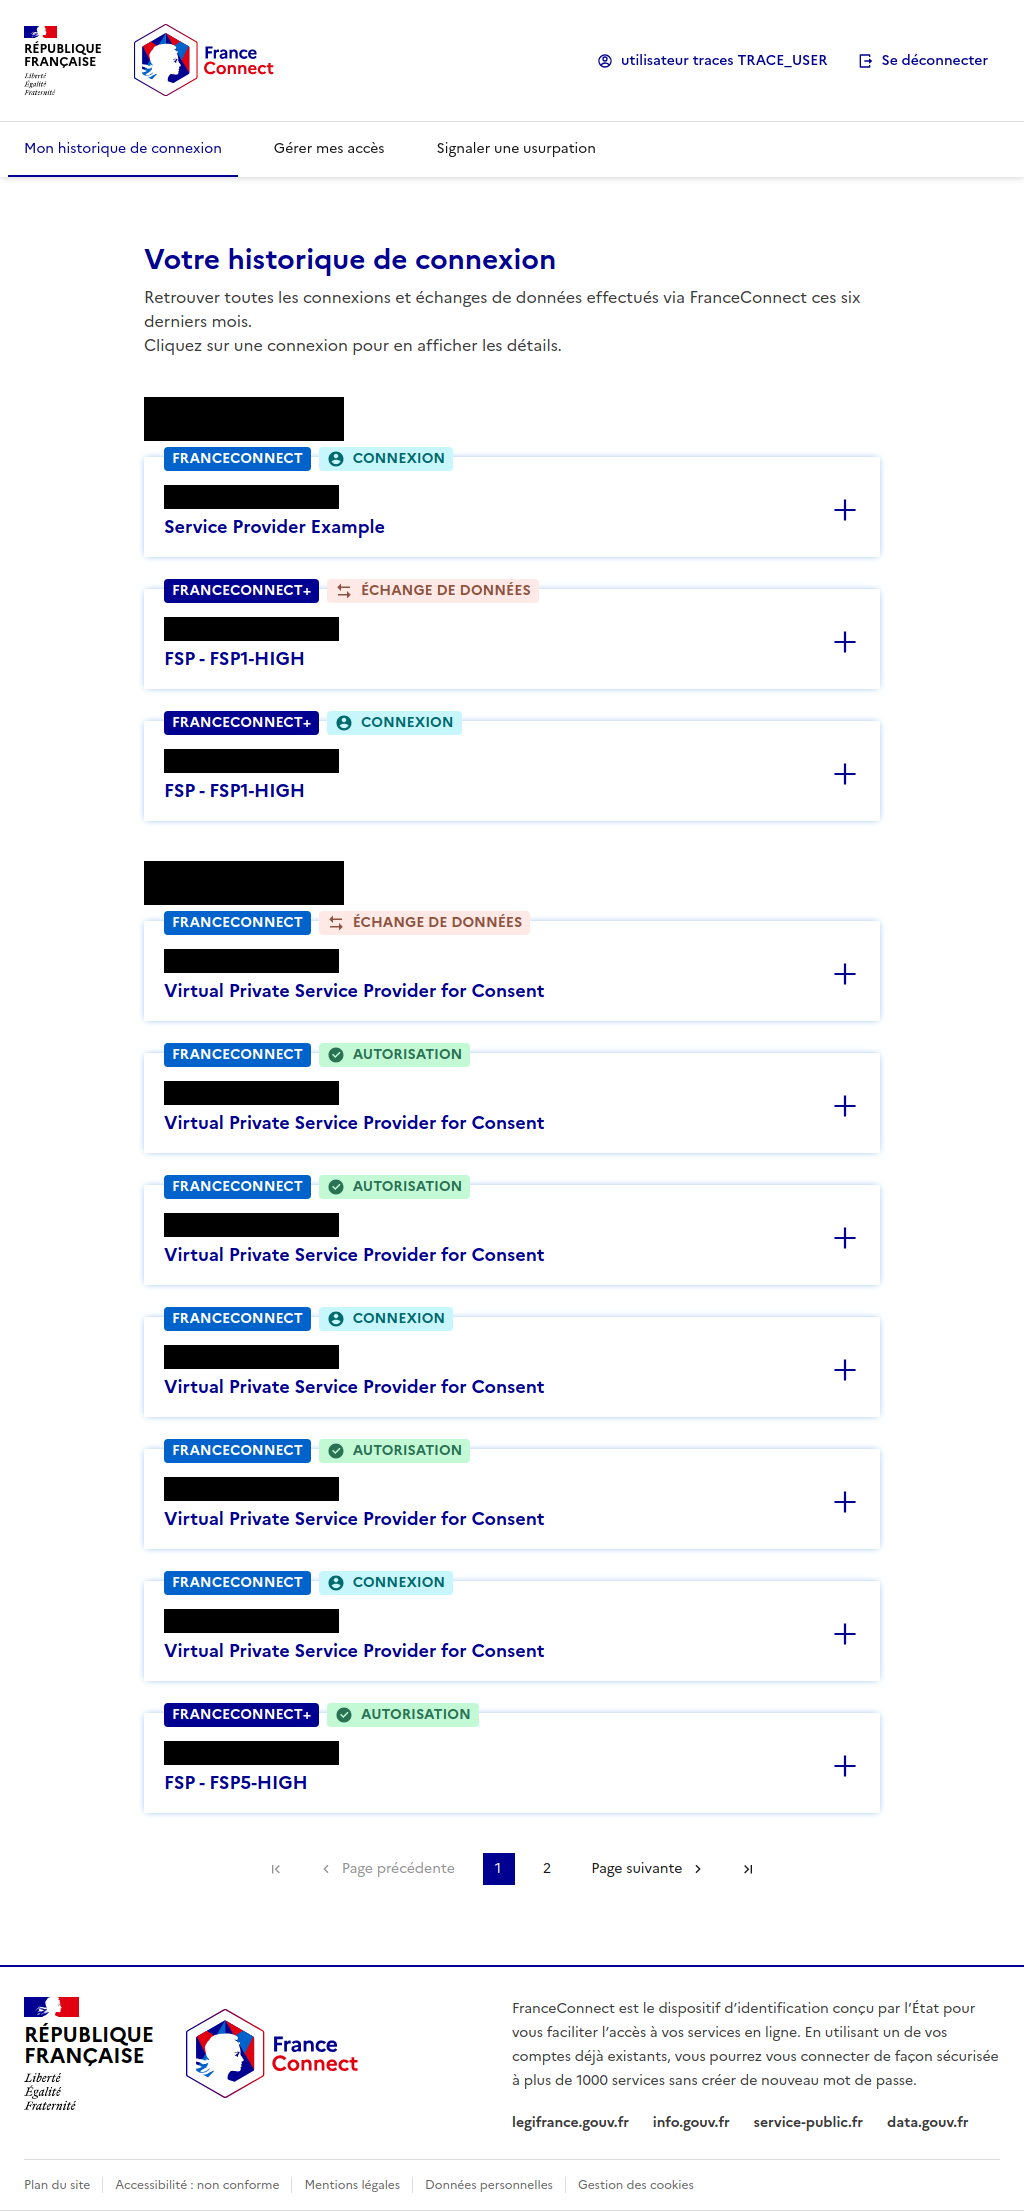 RÉPUBLIQUE
FRANÇAISE
Liberté
Égalité
Fraternité
France
Connect
utilisateur traces TRACE_USER
Se déconnecter
Mon historique de connexion
Gérer mes accès
Signaler une usurpation
Votre historique de connexion
Retrouver toutes les connexions et échanges de données effectués via FranceConnect ces six
derniers mois.
Cliquez sur une connexion pour en afficher les détails.
FRANCECONNECT CONNEXION
Service Provider Example
FRANCECONNECT+ ÉCHANGE DE DONNÉES
FSP - FSP1-HIGH
FRANCECONNECT+ CONNEXION
FSP - FSP1-HIGH
FRANCECONNECT ÉCHANGE DE DONNÉES
Virtual Private Service Provider for Consent
FRANCECONNECT AUTORISATION
Virtual Private Service Provider for Consent
FRANCECONNECT AUTORISATION
Virtual Private Service Provider for Consent
FRANCECONNECT CONNEXION
Virtual Private Service Provider for Consent
FRANCECONNECT AUTORISATION
Virtual Private Service Provider for Consent
FRANCECONNECT CONNEXION
Virtual Private Service Provider for Consent
FRANCECONNECT+ AUTORISATION
FSP - FSP5-HIGH
Page précédente 1 2 Page suivante
RÉPUBLIQUE
FRANÇAISE
Liberté
Égalité
Fraternité
France
Connect
FranceConnect est le dispositif d’identification conçu par l’État pour
vous faciliter l’accès à vos services en ligne. En utilisant un de vos
comptes déjà existants, vous pourrez vous connecter de façon sécurisée
à plus de 1000 services sans créer de nouveau mot de passe.
legifrance.gouv.fr info.gouv.fr service-public.fr data.gouv.fr
Plan du site Accessibilité : non conforme Mentions légales Données personnelles Gestion des cookies